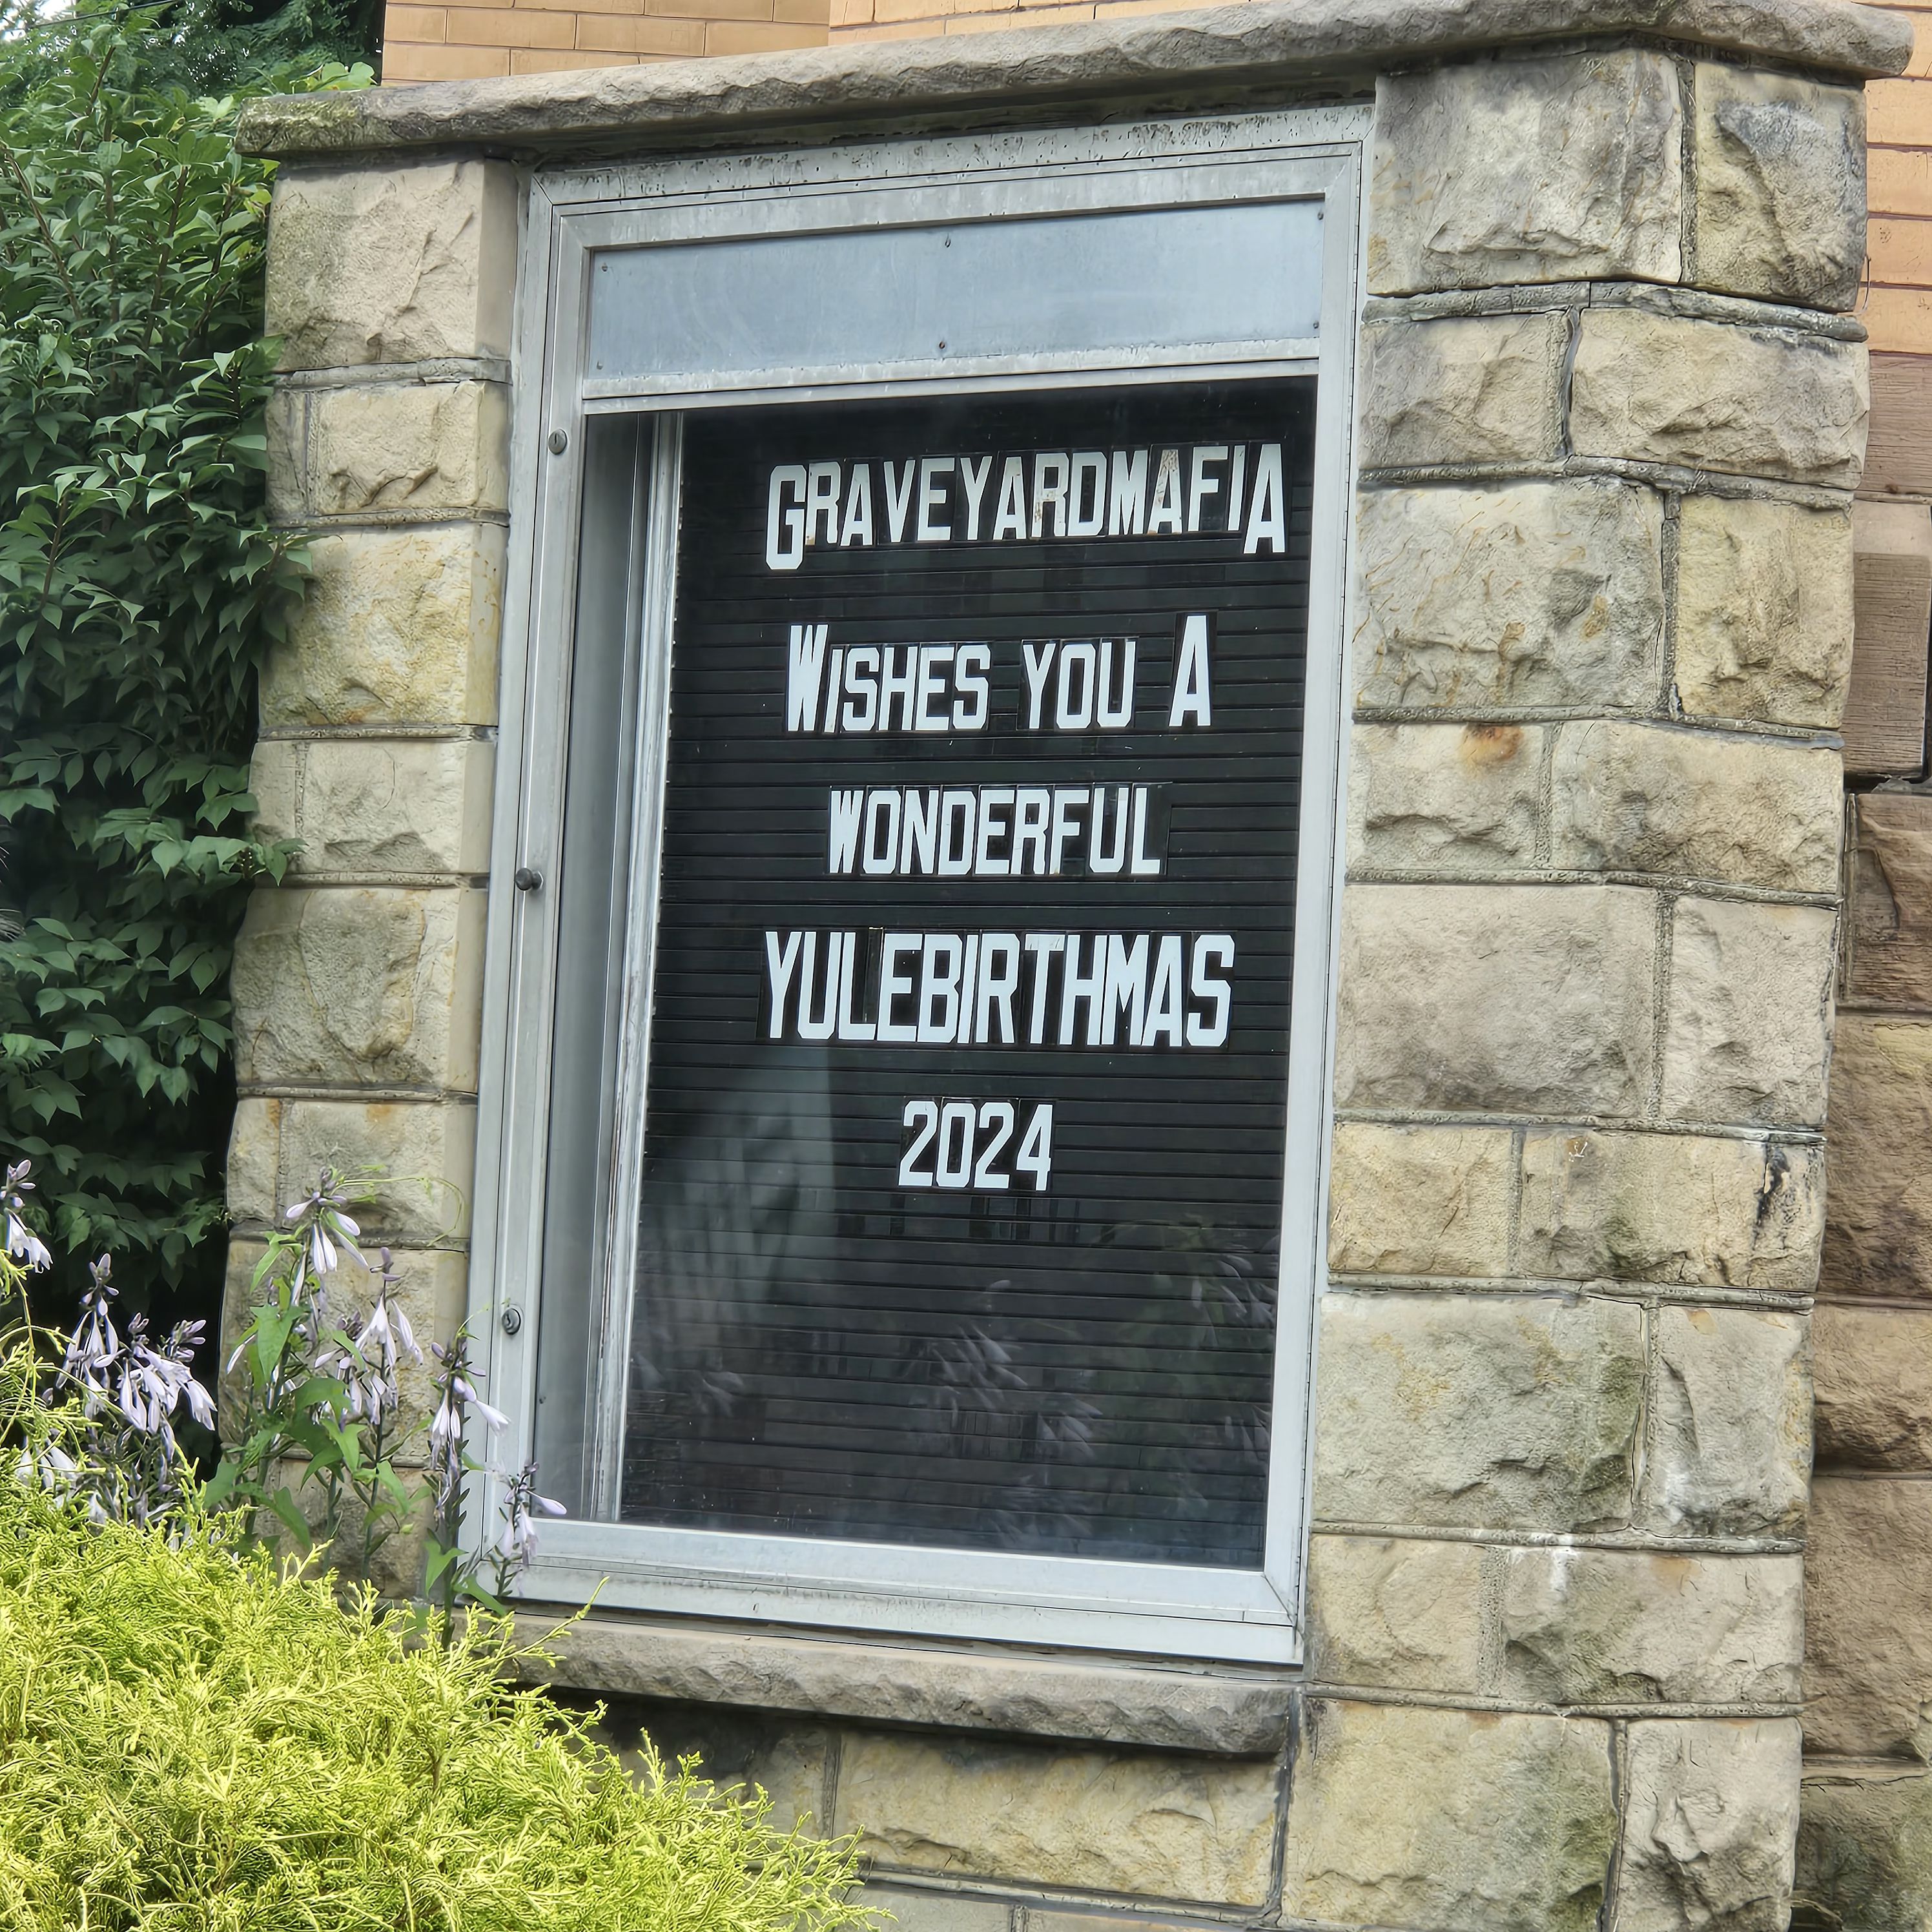 GRAVEYARDMAFIA
WISHES YOU A
WONDERFUL
YULEBIRTHMAS
2024